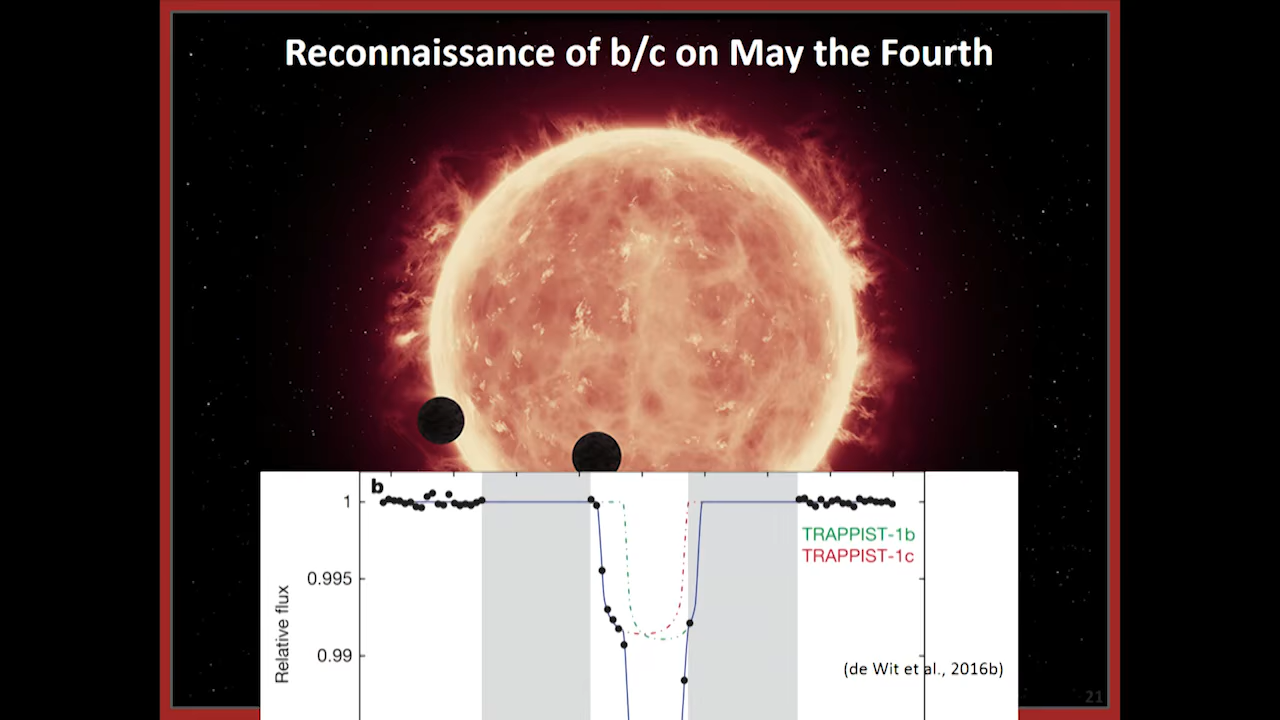 Reconnaissance of b/c on May the Fourth
b
1
TRAPPIST-1b
TRAPPIST-1c
0.995
Relative flux
0.99
(de Wit et al., 2016b)
21